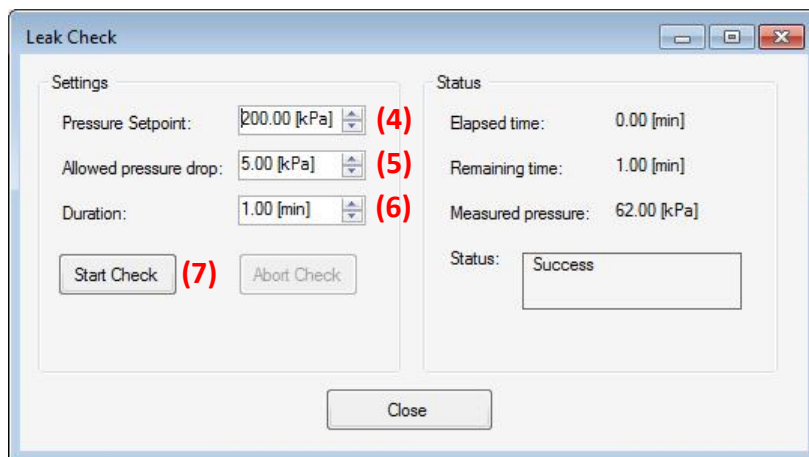 Leak Check
Settings
Pressure Setpoint: 200.00 [kPa] (4)
Allowed pressure drop: 5.00 [kPa] (5)
Duration: 1.00 [min] (6)
Start Check (7) Abort Check
Status
Elapsed time: 0.00 [min]
Remaining time: 1.00 [min]
Measured pressure: 62.00 [kPa]
Status: Success
Close